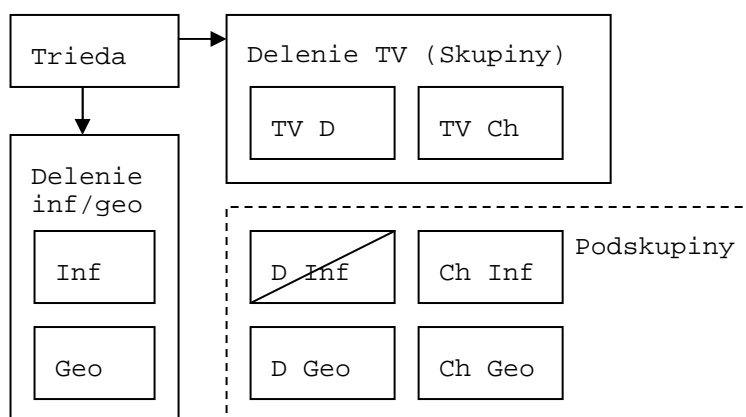 Trieda
Delenie TV (Skupiny)
TV D
TV Ch
Delenie
inf/geo
Inf
Geo
Podskupiny
D Inf
Ch Inf
D Geo
Ch Geo